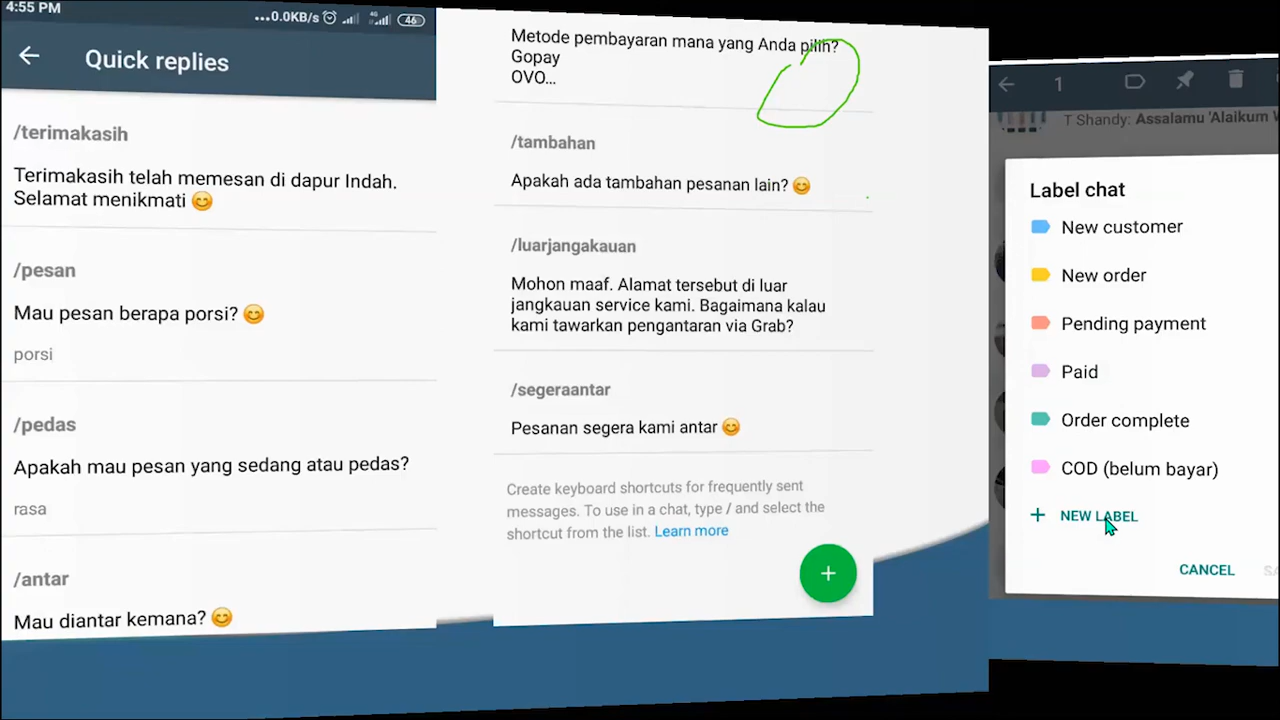 4:55 PM
...0.0KB/s
4G
46
Quick replies
/terimakasih
Terimakasih telah memesan di dapur Indah.
Selamat menikmati 😊
/pesan
Mau pesan berapa porsi? 😊
porsi
/pedas
Apakah mau pesan yang sedang atau pedas?
rasa
/antar
Mau diantar kemana? 😊
Metode pembayaran mana yang Anda pilih?
Gopay
OVO...
/tambahan
Apakah ada tambahan pesanan lain? 😊
/luarjangakauan
Mohon maaf. Alamat tersebut di luar
jangkauan service kami. Bagaimana kalau
kami tawarkan pengantaran via Grab?
/segeraantar
Pesanan segera kami antar 😊
Create keyboard shortcuts for frequently sent
messages. To use in a chat, type / and select the
shortcut from the list. Learn more
+
1
T Shandy: Assalamu 'Alaikum
Label chat
New customer
New order
Pending payment
Paid
Order complete
COD (belum bayar)
+ NEW LABEL
CANCEL